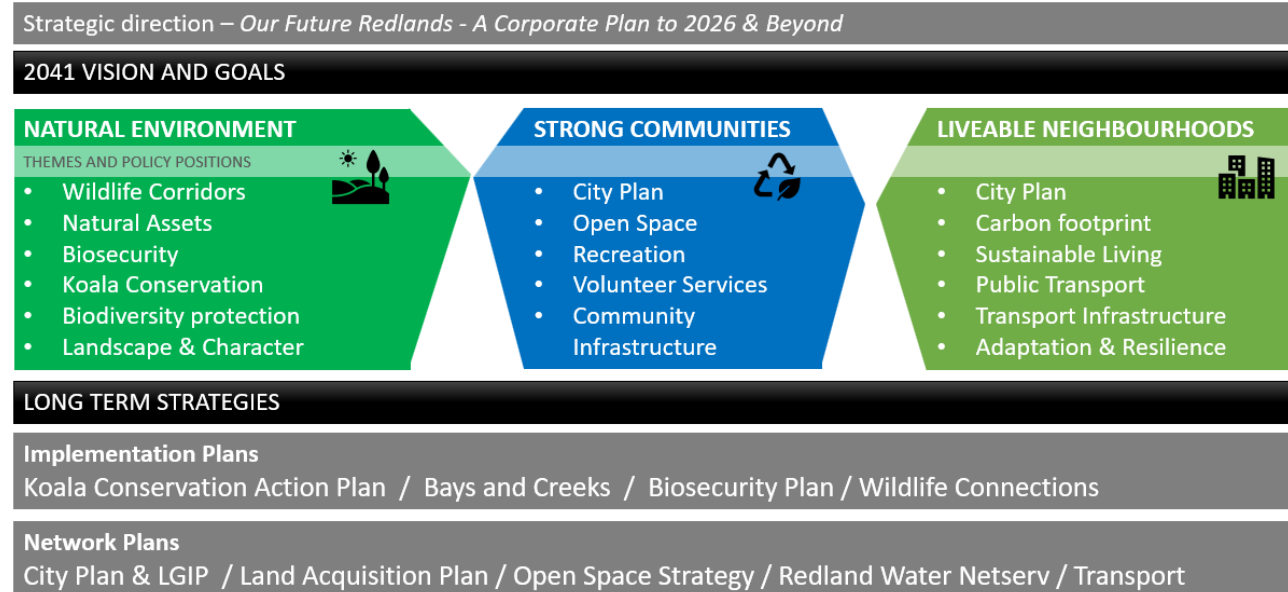 Strategic direction – Our Future Redlands - A Corporate Plan to 2026 & Beyond
2041 VISION AND GOALS
NATURAL ENVIRONMENT
THEMES AND POLICY POSITIONS
• Wildlife Corridors
• Natural Assets
• Biosecurity
• Koala Conservation
• Biodiversity protection
• Landscape & Character
STRONG COMMUNITIES
• City Plan
• Open Space
• Recreation
• Volunteer Services
• Community
Infrastructure
LIVEABLE NEIGHBOURHOODS
• City Plan
• Carbon footprint
• Sustainable Living
• Public Transport
• Transport Infrastructure
• Adaptation & Resilience
LONG TERM STRATEGIES
Implementation Plans
Koala Conservation Action Plan / Bays and Creeks / Biosecurity Plan / Wildlife Connections
Network Plans
City Plan & LGIP / Land Acquisition Plan / Open Space Strategy / Redland Water Netserv / Transport